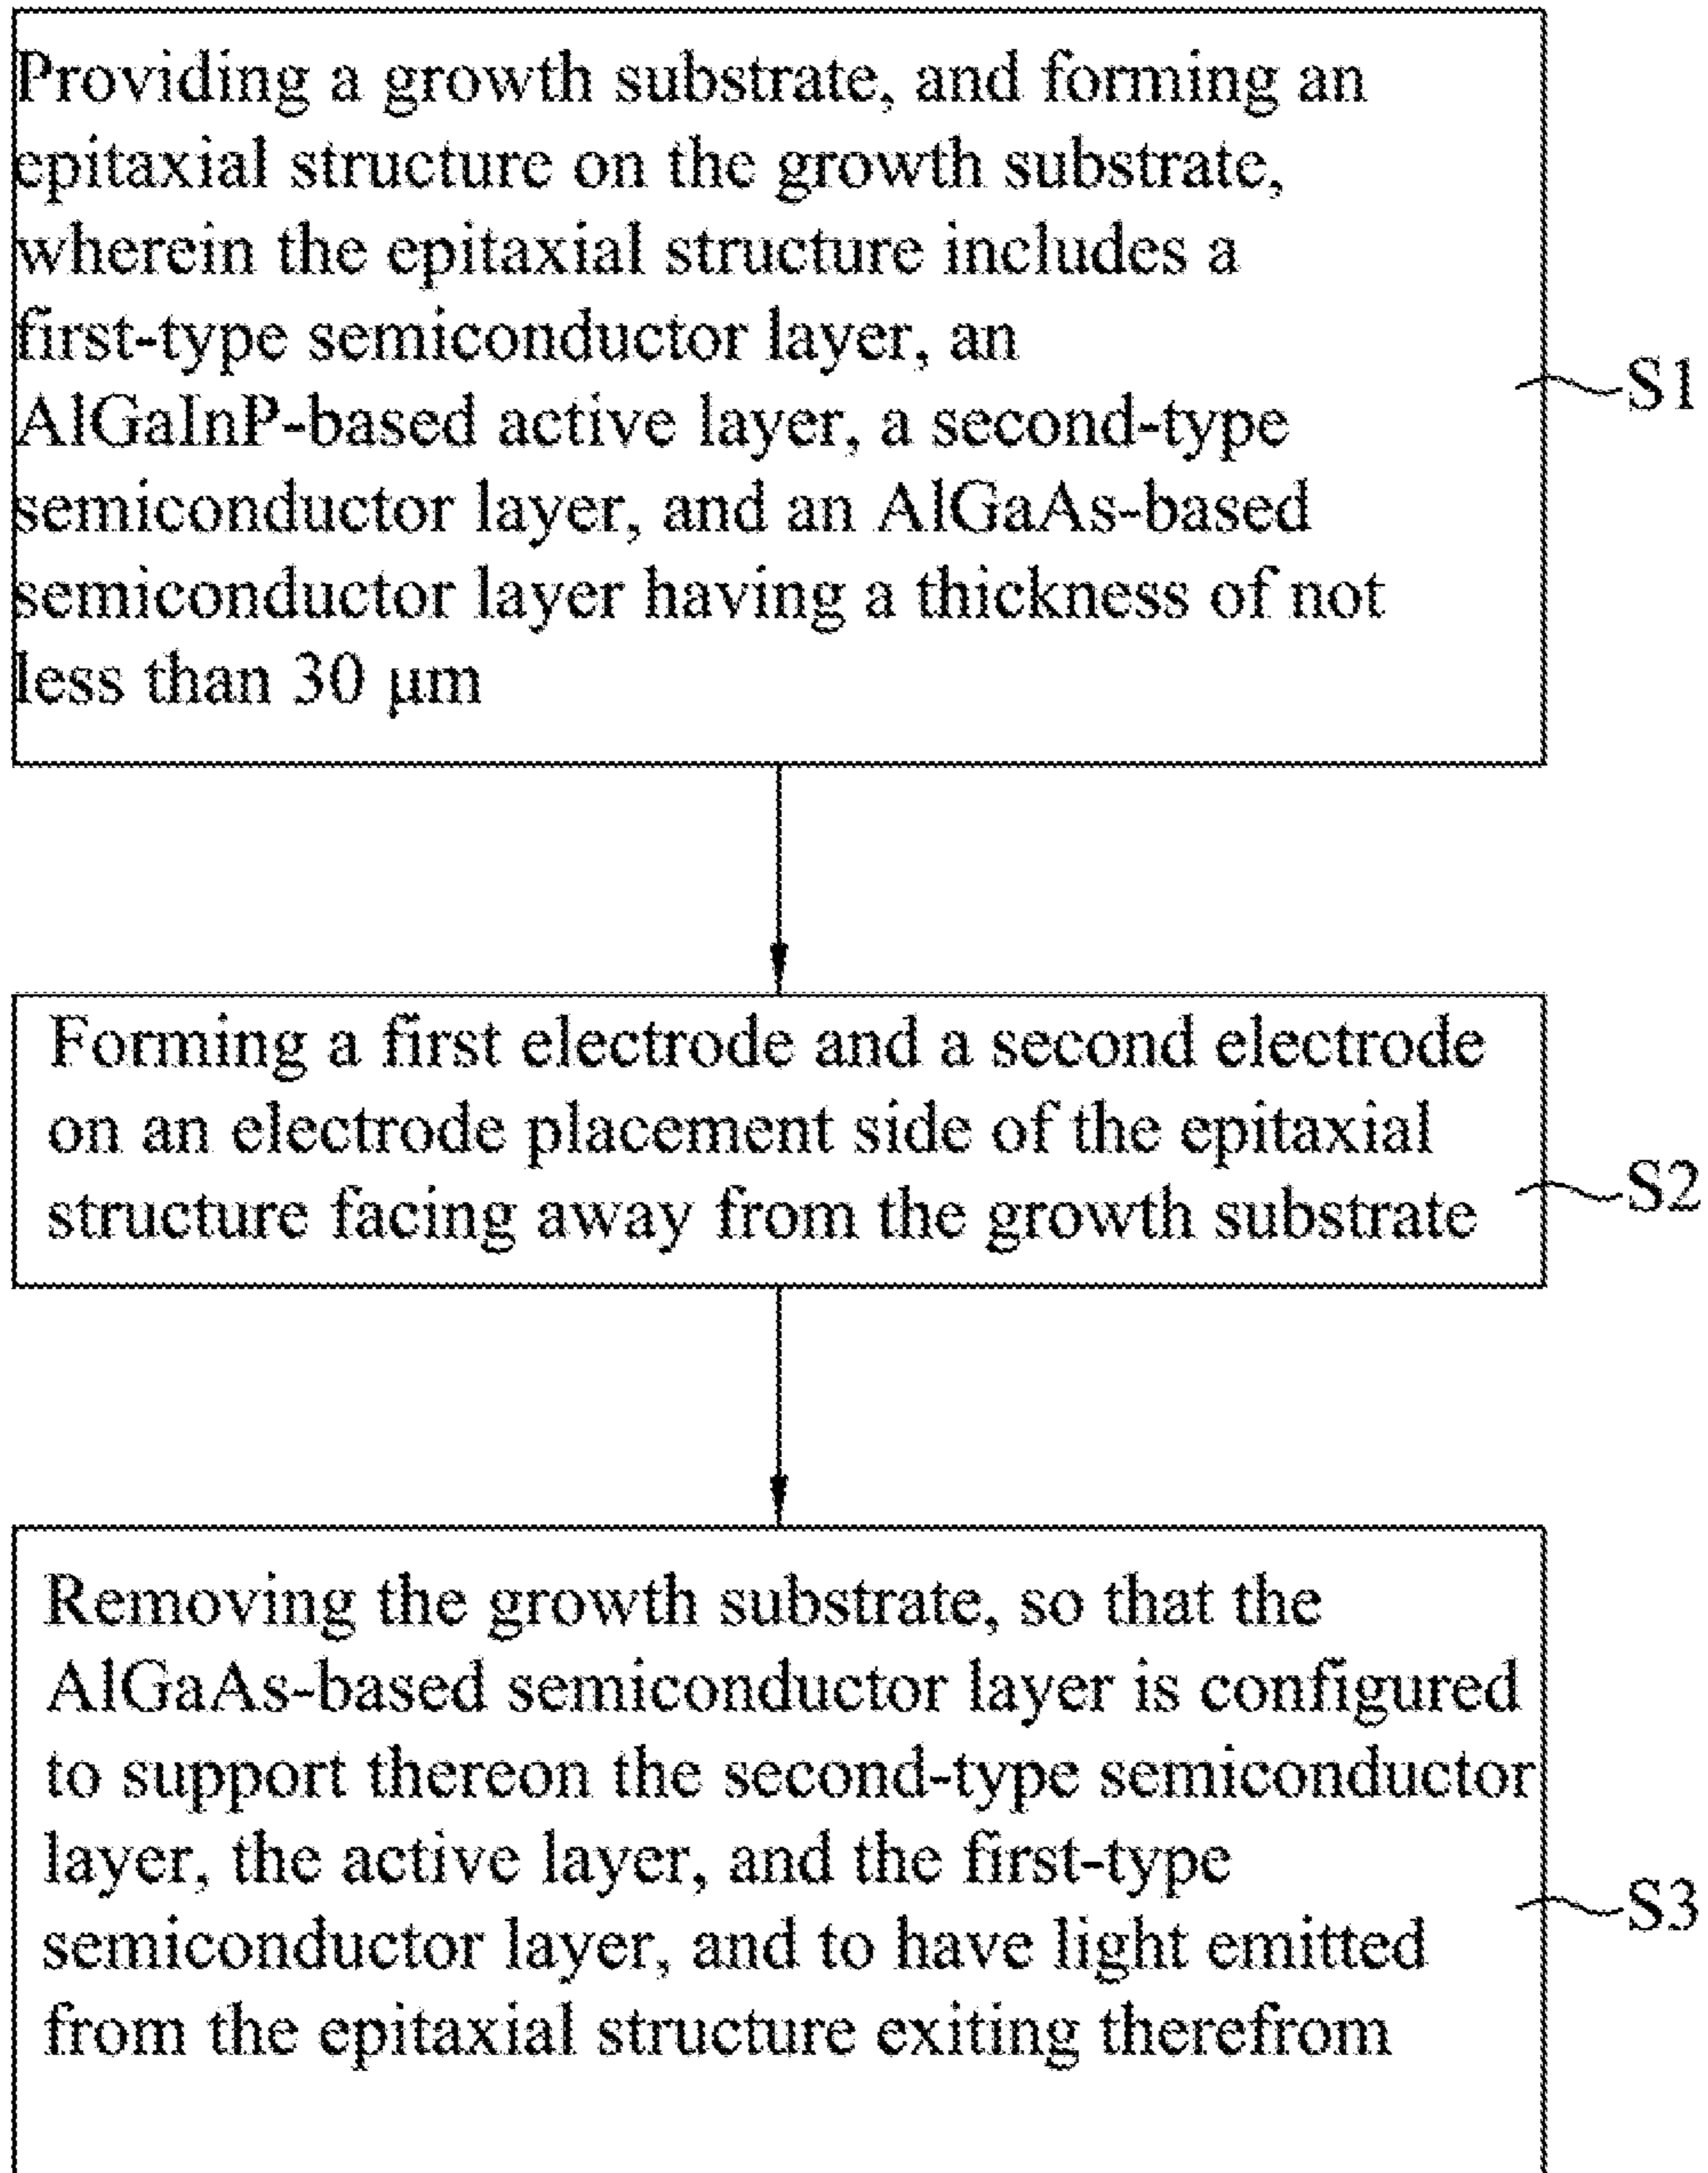 Providing a growth substrate, and forming an
epitaxial structure on the growth substrate,
wherein the epitaxial structure includes a
first-type semiconductor layer, an
AlGaInP-based active layer, a second-type
semiconductor layer, and an AlGaAs-based
semiconductor layer having a thickness of not
less than 30 μm
S1
Forming a first electrode and a second electrode
on an electrode placement side of the epitaxial
structure facing away from the growth substrate
S2
Removing the growth substrate, so that the
AlGaAs-based semiconductor layer is configured
to support thereon the second-type semiconductor
layer, the active layer, and the first-type
semiconductor layer, and to have light emitted
from the epitaxial structure exiting therefrom
S3